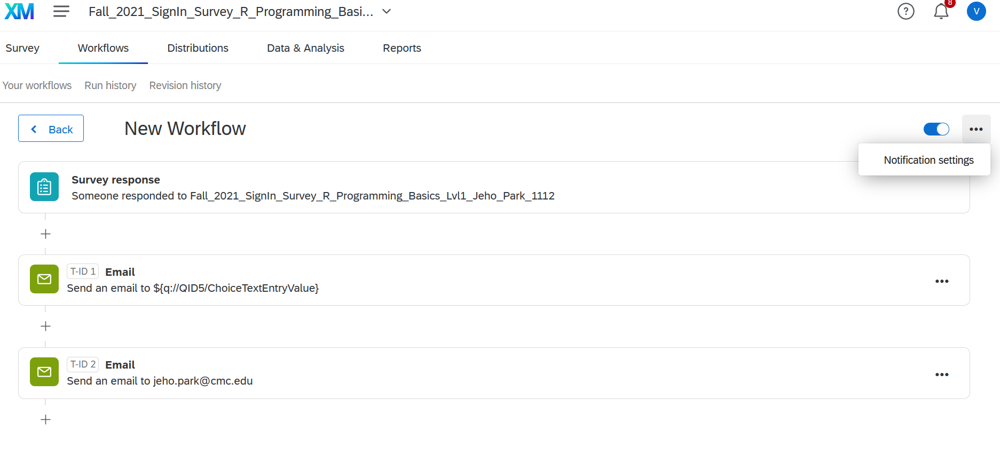 XM
Fall_2021_SignIn_Survey_R_Programming_Basi...
?
8
V
Survey
Workflows
Distributions
Data & Analysis
Reports
Your workflows
Run history
Revision history
Back
New Workflow
Notification settings
Survey response
Someone responded to Fall_2021_SignIn_Survey_R_Programming_Basics_Lvl1_Jeho_Park_1112
T-ID 1 Email
Send an email to ${q://QID5/ChoiceTextEntryValue}
T-ID 2 Email
Send an email to jeho.park@cmc.edu